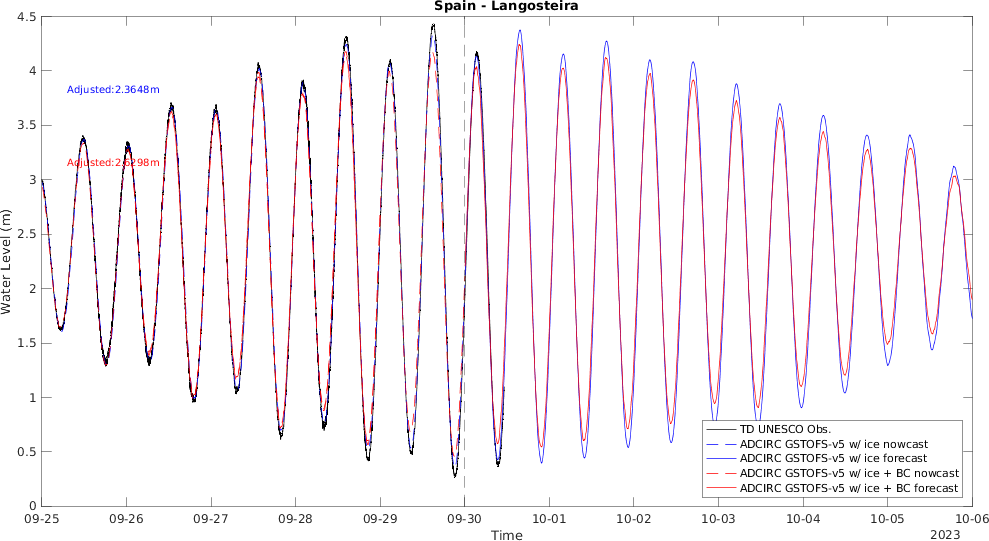 Spain - Langosteira
4.5
4
Adjusted:2.3648m
3.5
Adjusted:2.6298m
3
2.5
Water Level (m)
2
1.5
1
0.5
0
TD UNESCO Obs.
ADCIRC GSTOFS-v5 w/ ice nowcast
ADCIRC GSTOFS-v5 w/ ice forecast
ADCIRC GSTOFS-v5 w/ ice + BC nowcast
ADCIRC GSTOFS-v5 w/ ice + BC forecast
09-25 09-26 09-27 09-28 09-29 09-30 10-01 10-02 10-03 10-04 10-05 10-06
Time
2023